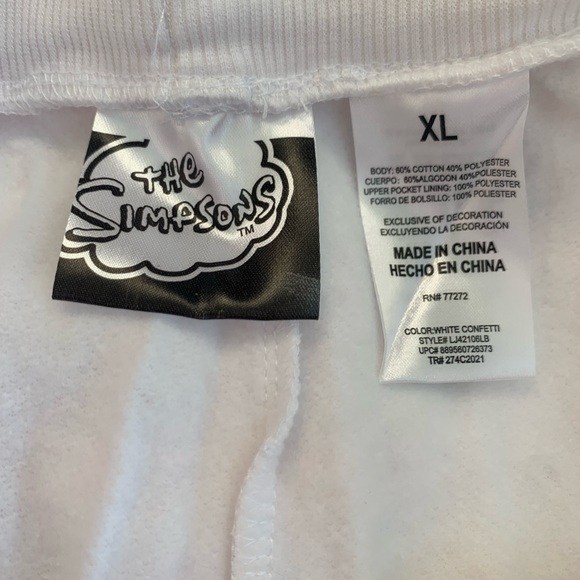 The
Simpsons
TM
XL
BODY: 60% COTTON 40% POLYESTER
CUERPO: 60%ALGODON 40% POLYESTER
UPPER POCKET LINING: 100% POLYESTER
FORRO DE BOLSILLO: 100% POLIESTER
EXCLUSIVE OF DECORATION
EXCLUYENDO LA DECORACIÓN
MADE IN CHINA
HECHO EN CHINA
RN# 77272
COLOR:WHITE CONFETTI
STYLE# LJ42106LB
UPC# 889560726373
TR# 274C2021